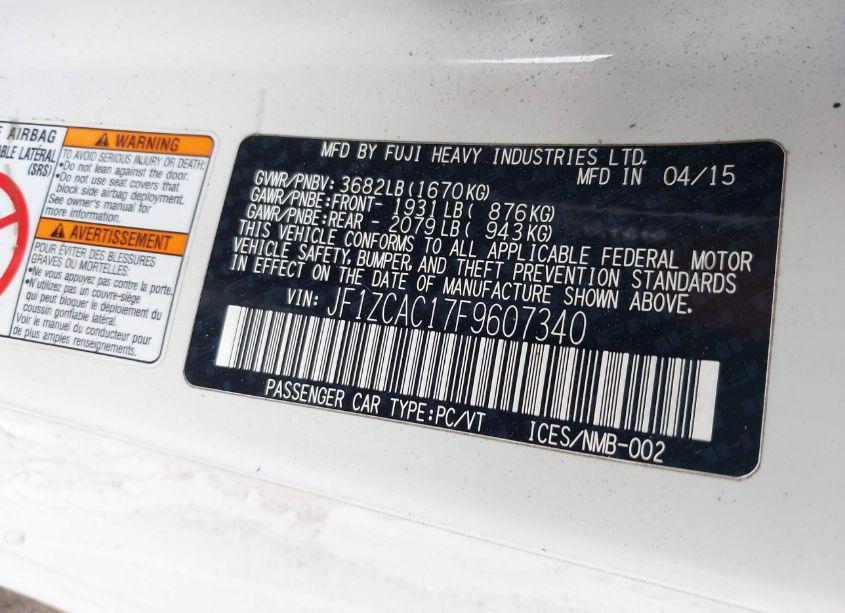 E AIRBAG
ABLE LATÉRAL
(SRS)
WARNING
TO AVOID SERIOUS INJURY OR DEATH:
•Do not lean against the door.
•Do not use seat covers that
block side airbag deployment.
See owner's manual for
more information.
AVERTISSEMENT
POUR ÉVITER DES BLESSURES
GRAVES OU MORTELLES:
•Ne vous appuyez pas contre la porte.
•N'utilizez pas un couvre-siège
qui peut bloquer le déploiement du
coussin gonflable latéral.
Voir le manuel du conducteur pour
de plus amples renseignements.
MFD BY FUJI HEAVY INDUSTRIES LTD.
MFD IN 04/15
GVWR/PNBV: 3682LB(1670KG)
GAWR/PNBE:FRONT- 1931LB( 876KG)
GAWR/PNBE:REAR - 2079LB( 943KG)
THIS VEHICLE CONFORMS TO ALL APPLICABLE FEDERAL MOTOR
VEHICLE SAFETY, BUMPER, AND THEFT PREVENTION STANDARDS
IN EFFECT ON THE DATE OF MANUFACTURE SHOWN ABOVE.
VIN: JF1ZCAC17F9607340
PASSENGER CAR TYPE:PC/VT ICES/NMB-002